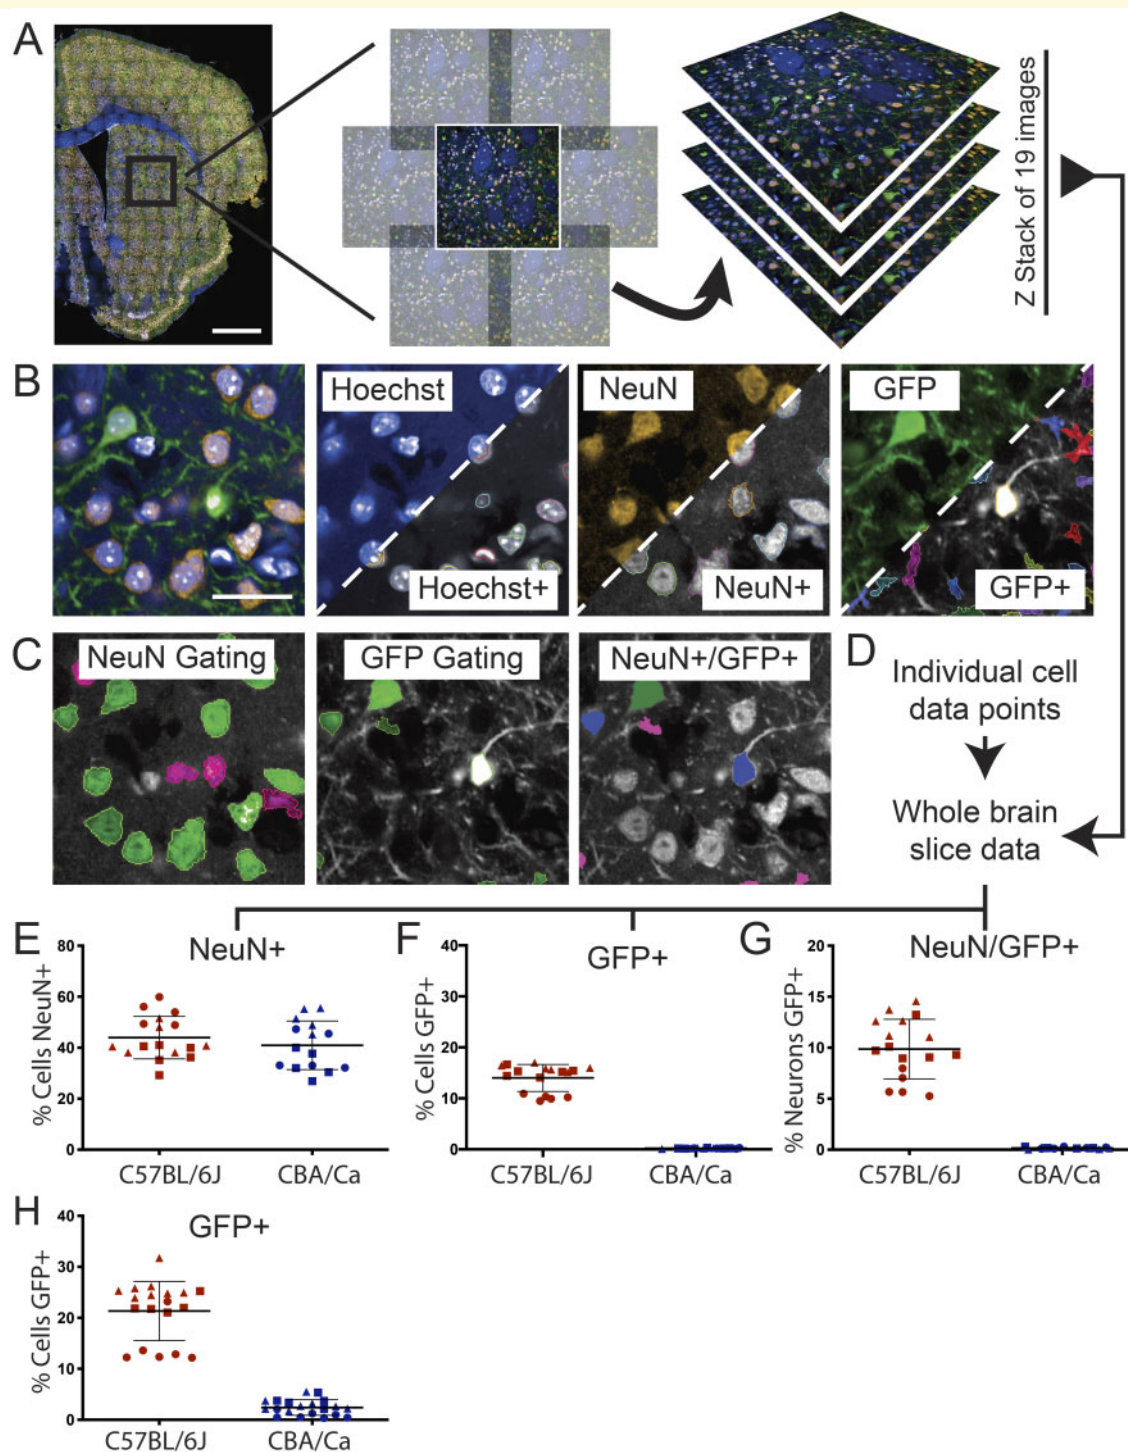 A
Z Stack of 19 images
B
Hoechst
Hoechst+
NeuN
NeuN+
GFP
GFP+
C
NeuN Gating
GFP Gating
NeuN+/GFP+
D
Individual cell
data points
Whole brain
slice data
E
NeuN+
% Cells NeuN+
80
60
40
20
0
C57BL/6J
CBA/Ca
F
GFP+
% Cells GFP+
40
30
20
10
0
C57BL/6J
CBA/Ca
G
NeuN/GFP+
% Neurons GFP+
20
15
10
5
0
C57BL/6J
CBA/Ca
H
GFP+
% Cells GFP+
40
30
20
10
0
C57BL/6J
CBA/Ca